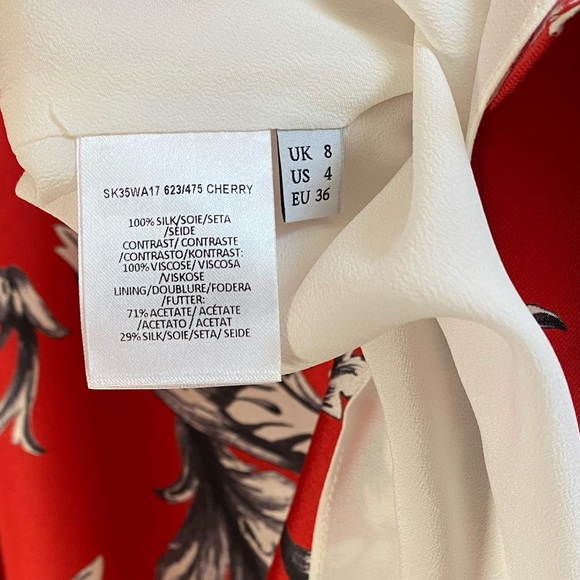 SK35WA17 623/475 CHERRY
100% SILK/SOIE/SETA
/SEIDE
CONTRAST/ CONTRASTE
/CONTRASTO/KONTRAST:
100% VISCOSE/ VISCOSA
/VISKOSE
LINING/DOUBLURE/FODERA
/FUTTER:
71% ACETATE/ ACÉTATE
/ACETATO / ACETAT
29% SILK/SOIE/SETA/ SEIDE
UK 8
US 4
EU 36